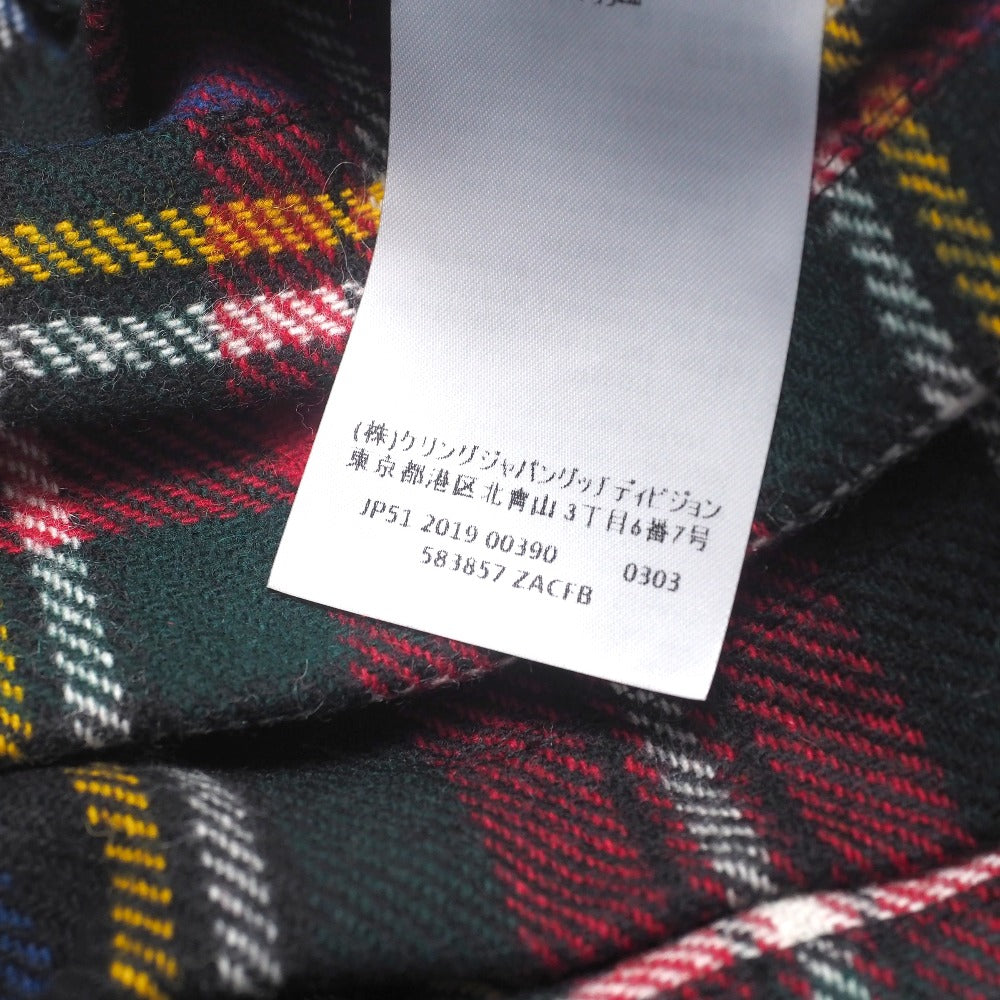 (株)クリングジャパングッチディビジョン
東京都港区北青山3丁目6番7号
JP51 2019 00390 0303
583857 ZACFB